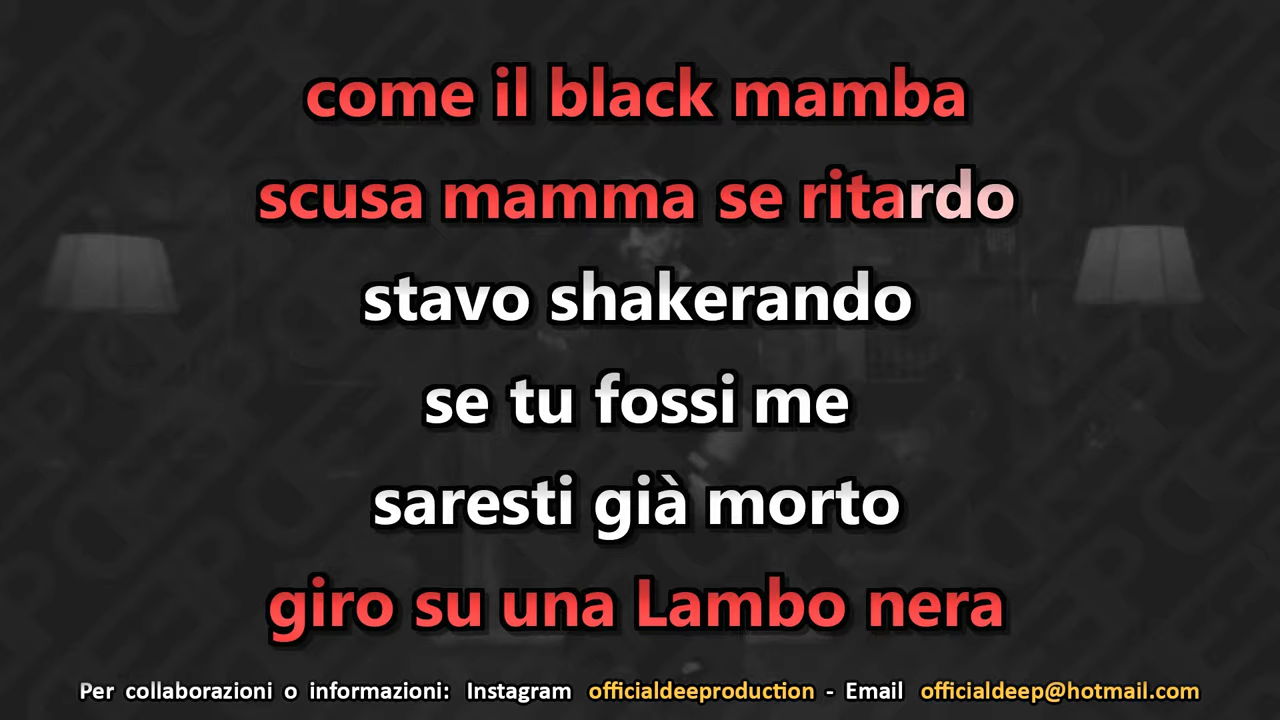 come il black mamba
scusa mamma se ritardo
stavo shakerando
se tu fossi me
saresti già morto
giro su una Lambo nera
Per collaborazioni o informazioni: Instagram officialdeeproduction - Email officialdeep@hotmail.com